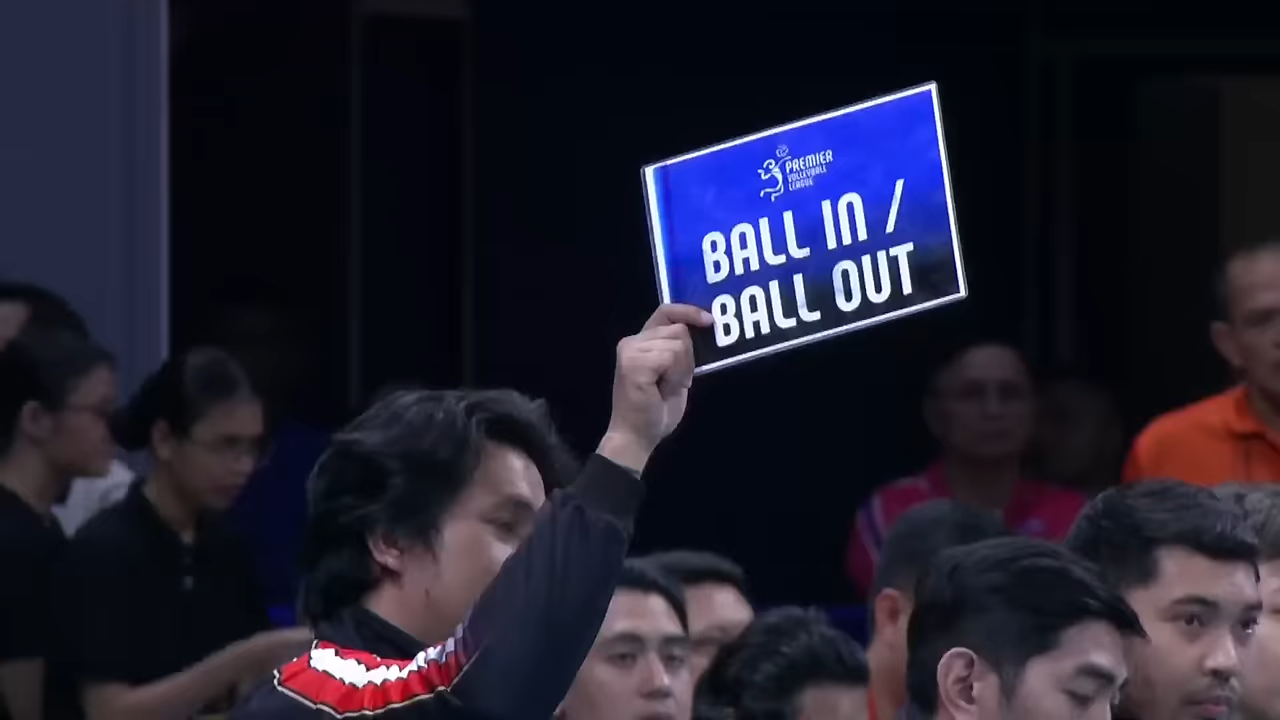 PREMIER
VOLLEYBALL
LEAGUE
BALL IN /
BALL OUT